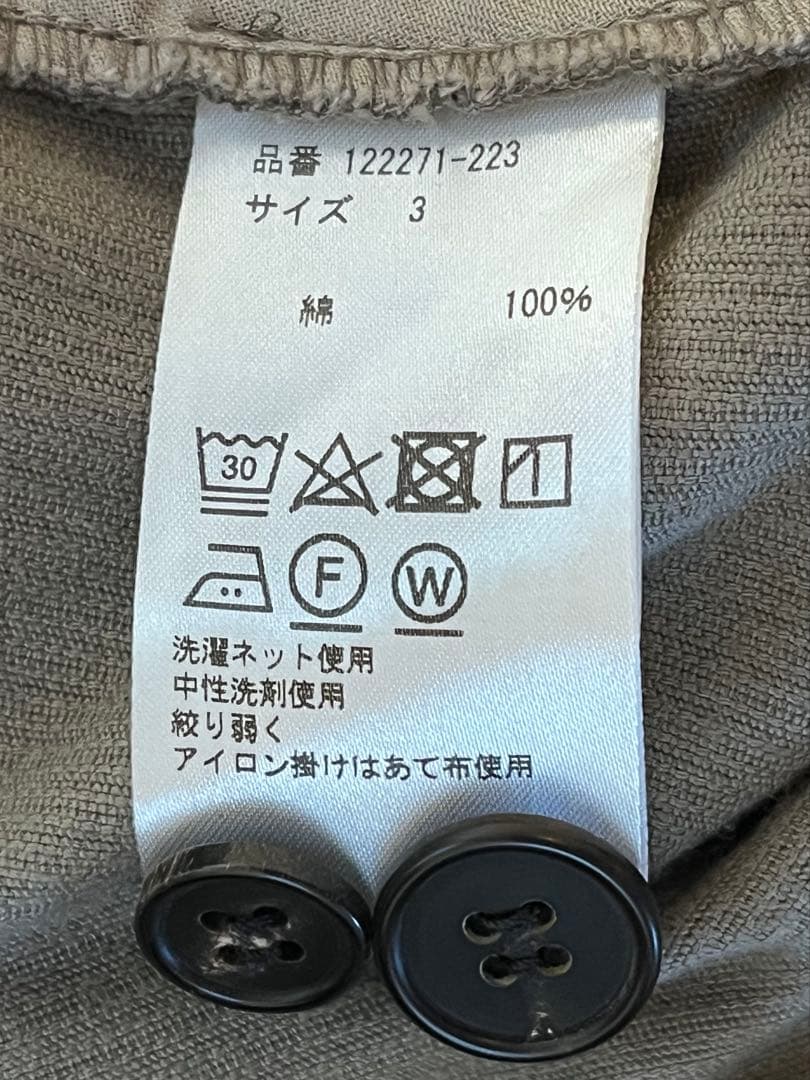 品番 122271-223
サイズ 3
綿 100%
30
F W
洗濯ネット使用
中性洗剤使用
絞り弱く
アイロン掛けはあて布使用